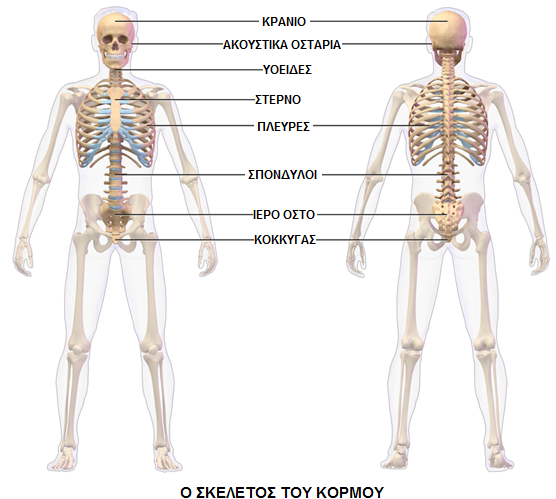 ΚΡΑΝΙΟ
ΑΚΟΥΣΤΙΚΑ ΟΣΤΑΡΙΑ
ΥΟΕΙΔΕΣ
ΣΤΕΡΝΟ
ΠΛΕΥΡΕΣ
ΣΠΟΝΔΥΛΟΙ
ΙΕΡΟ ΟΣΤΟ
ΚΟΚΚΥΓΑΣ
Ο ΣΚΕΛΕΤΟΣ ΤΟΥ ΚΟΡΜΟΥ